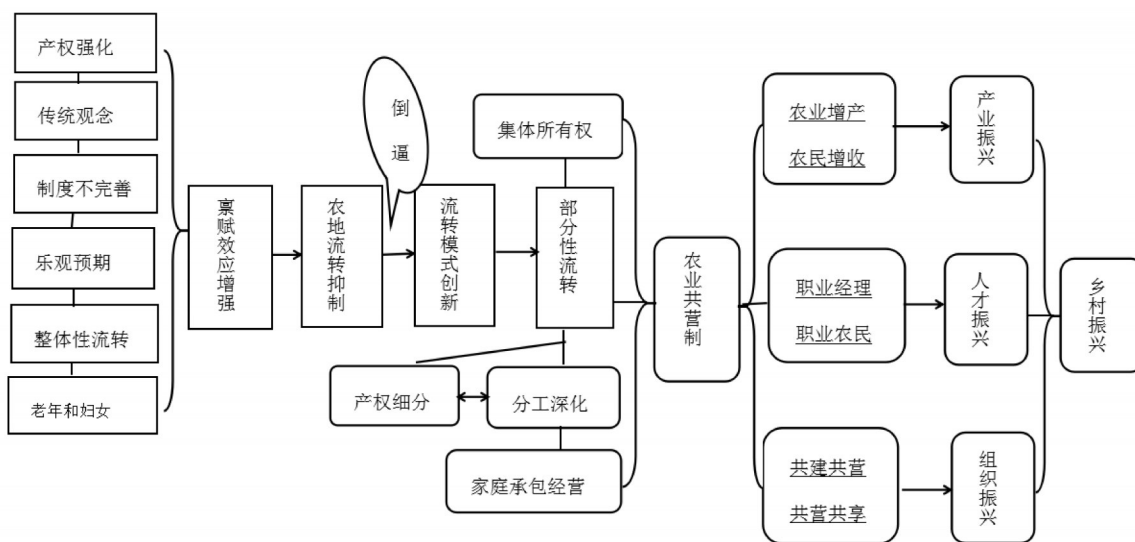 产权强化
传统观念
制度不完善
乐观预期
整体性流转
老年和妇女
禀赋效应增强
农地流转抑制
倒逼
流转模式创新
集体所有权
部分性流转
产权细分
分工深化
家庭承包经营
农业共营制
农业增产
农民增收
产业振兴
职业经理
职业农民
人才振兴
共建共营
共营共享
组织振兴
乡村振兴